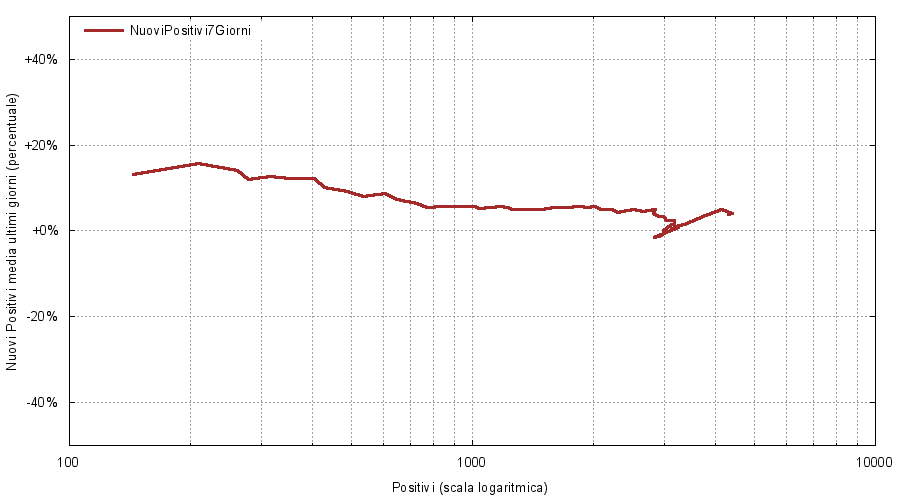 NuoviPositivi7Giorni
+40%
+20%
+0%
-20%
-40%
Nuovi Positivi media ultimi giorni (percentuale)
100
1000
10000
Positivi (scala logaritmica)